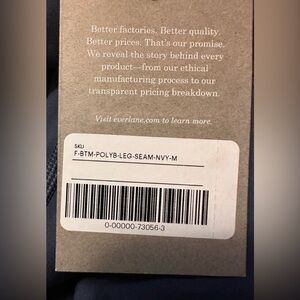 Better factories. Better quality.
Better prices. That's our promise.
We reveal the story behind every
product—from our ethical
manufacturing process to our
transparent pricing breakdown.
Visit everlane.com to learn more.
SKU
F-BTM-POLYB-LEG-SEAM-NVY-M
0-00000-73056-3